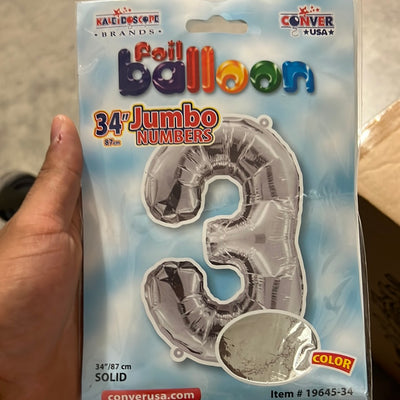 KALEIDOSCOPE
BRANDS
CONVER
USA
foil
balloon
34" Jumbo
87cm NUMBERS
3
COLOR
34"/87 cm
SOLID
converusa.com
Item # 19645-34